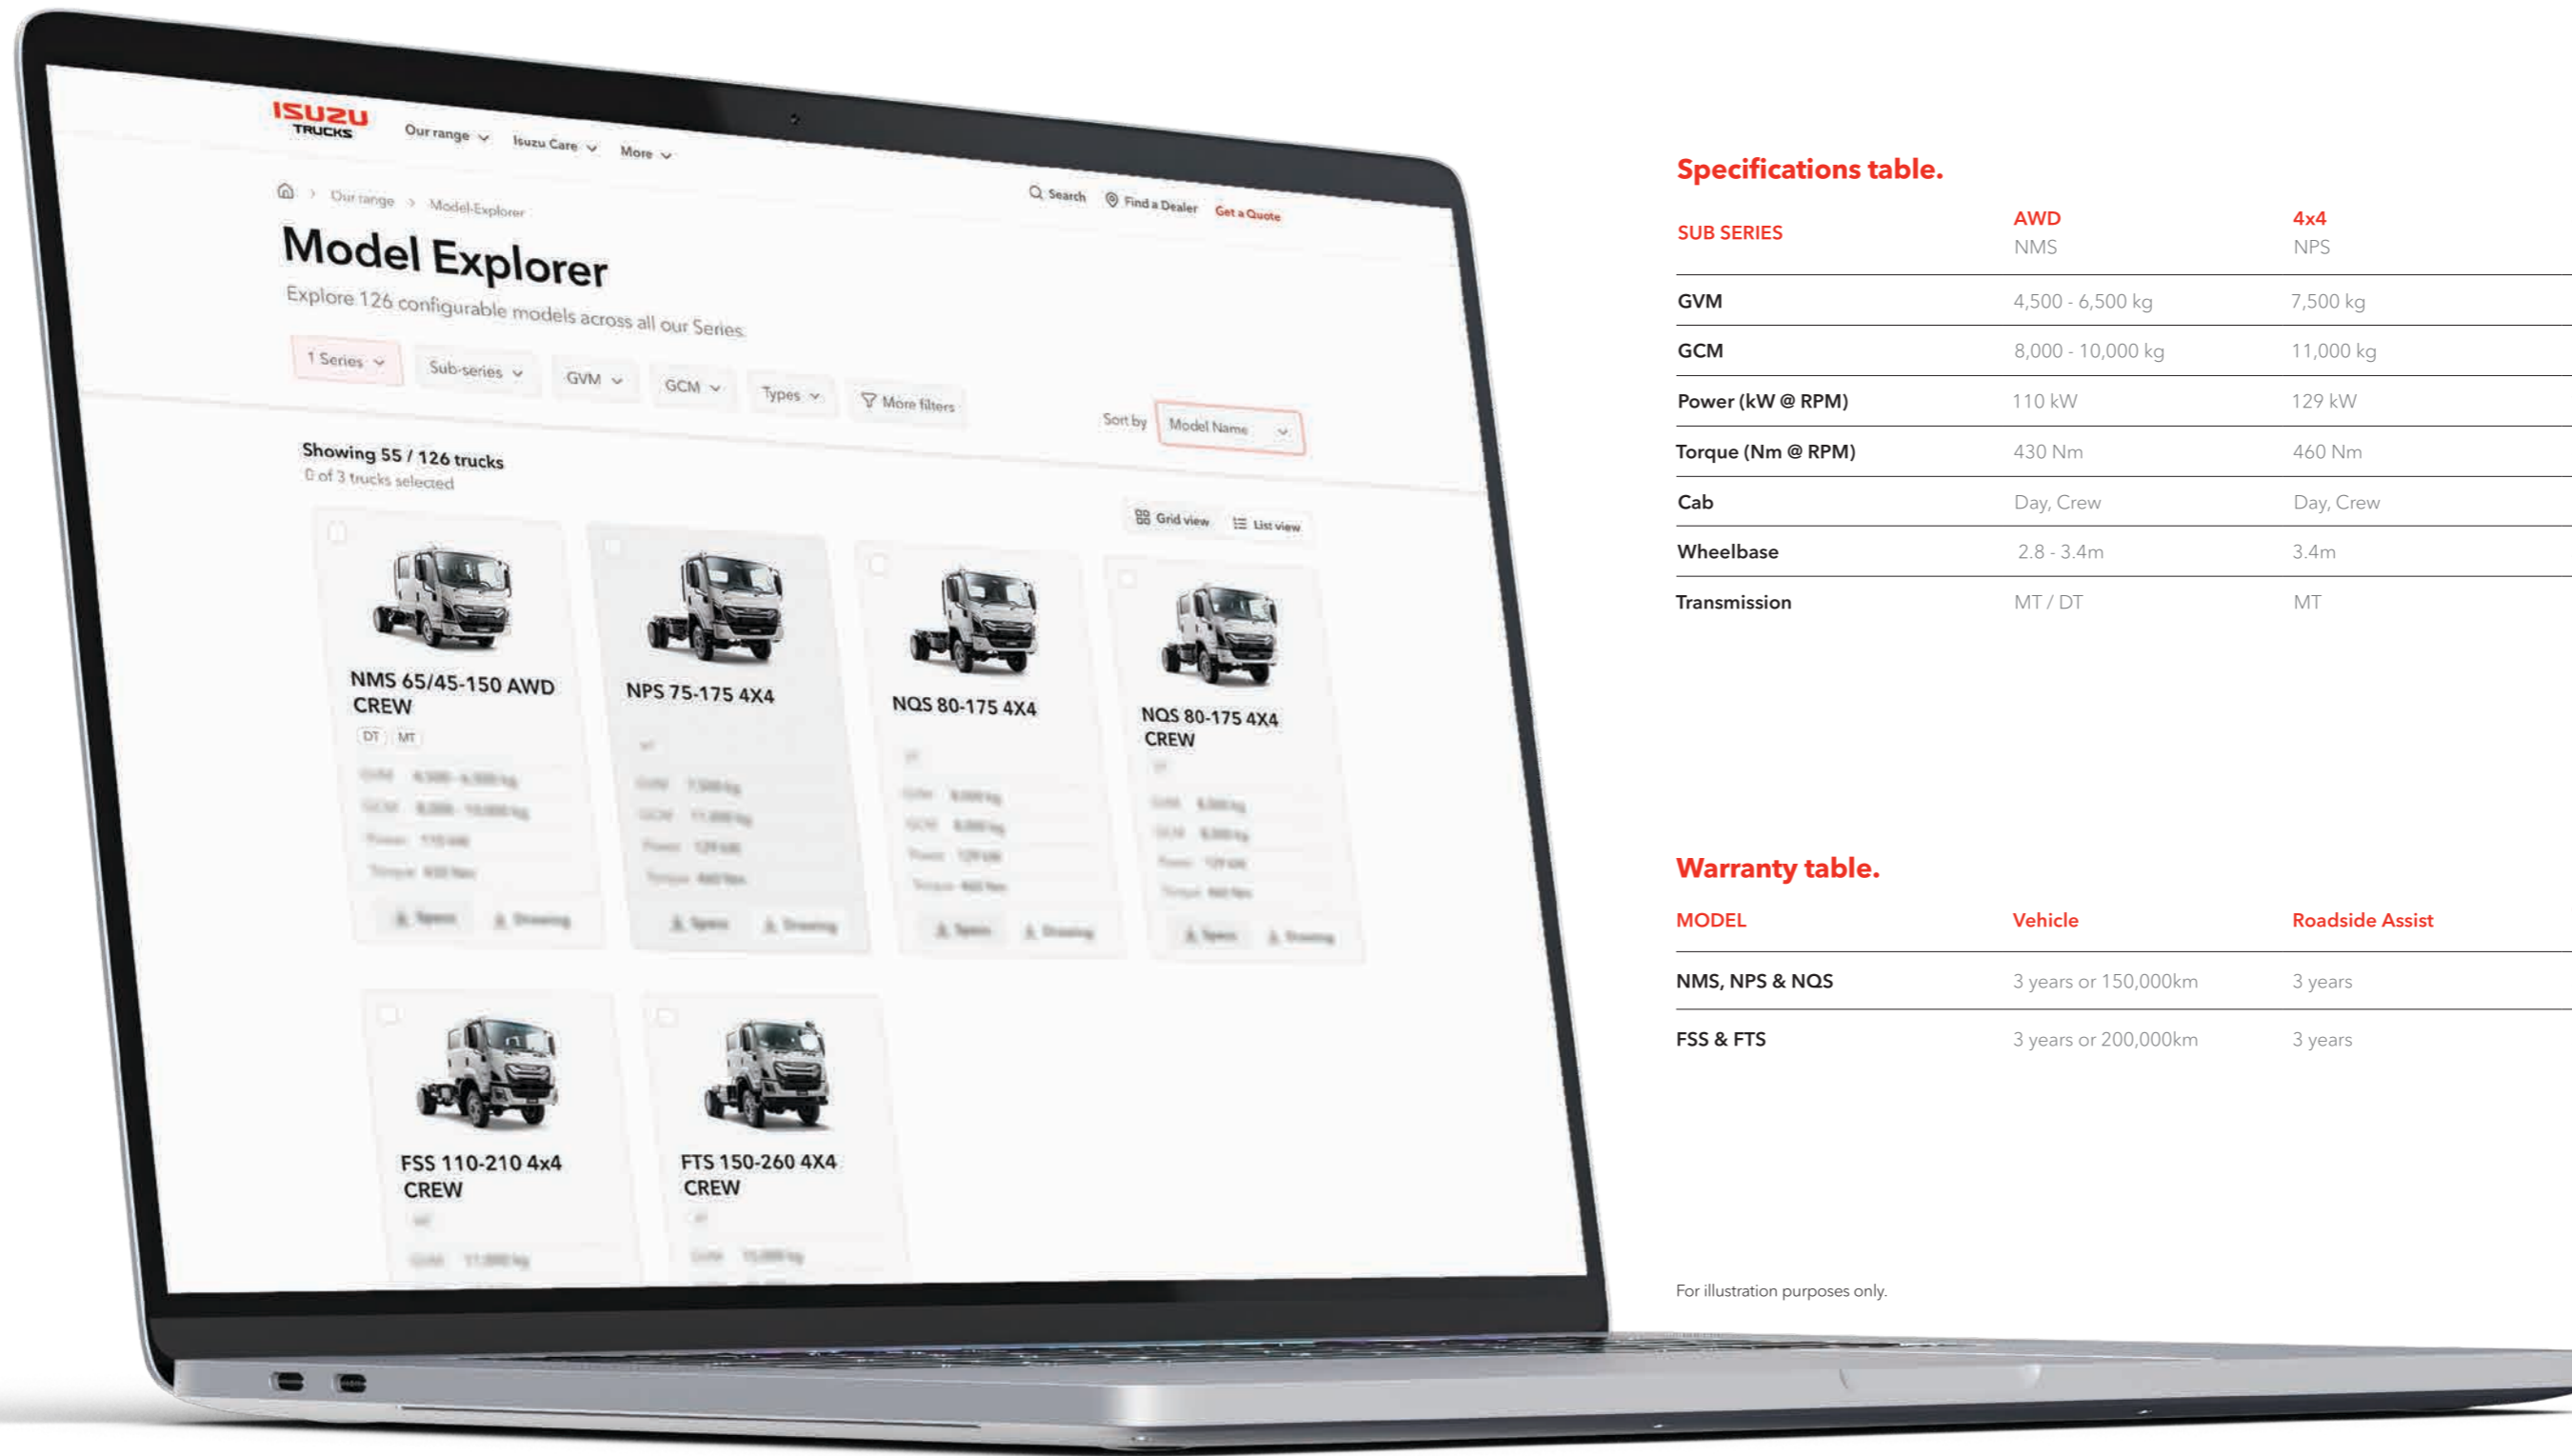 ISUZU
TRUCKS
Our range
Isuzu Care
More
Search
Find a Dealer
Get a Quote
Our range
Model-Explorer
Model Explorer
Explore 126 configurable models across all our Series.
1 Series
Sub-series
GVM
GCM
Types
More filters
Sort by
Model Name
Showing 55 / 126 trucks
0 of 3 trucks selected
Grid view
List view
NMS 65/45-150 AWD
CREW
DT MT
NPS 75-175 4X4
NQS 80-175 4X4
NQS 80-175 4X4
CREW
FSS 110-210 4x4
CREW
FTS 150-260 4X4
CREW
Specifications table.
SUB SERIES AWD NMS 4x4 NPS
GVM 4,500 - 6,500 kg 7,500 kg
GCM 8,000 - 10,000 kg 11,000 kg
Power (kW @ RPM) 110 kW 129 kW
Torque (Nm @ RPM) 430 Nm 460 Nm
Cab Day, Crew Day, Crew
Wheelbase 2.8 - 3.4m 3.4m
Transmission MT / DT MT
Warranty table.
MODEL Vehicle Roadside Assist
NMS, NPS & NQS 3 years or 150,000km 3 years
FSS & FTS 3 years or 200,000km 3 years
For illustration purposes only.